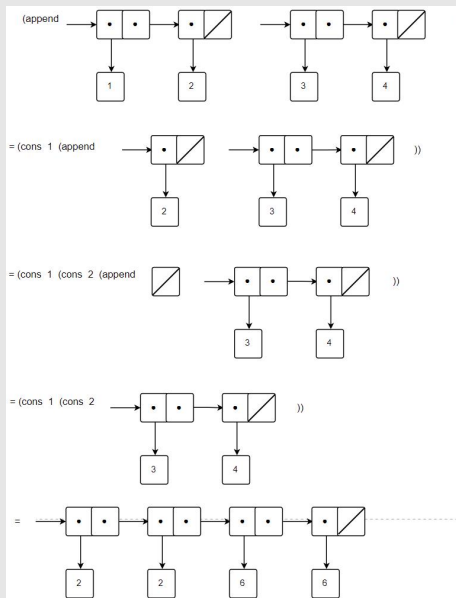 (append
1 2 3 4
= (cons 1 (append ))
2 3 4
= (cons 1 (cons 2 (append ))
3 4
= (cons 1 (cons 2 ))
3 4
=
2 2 6 6